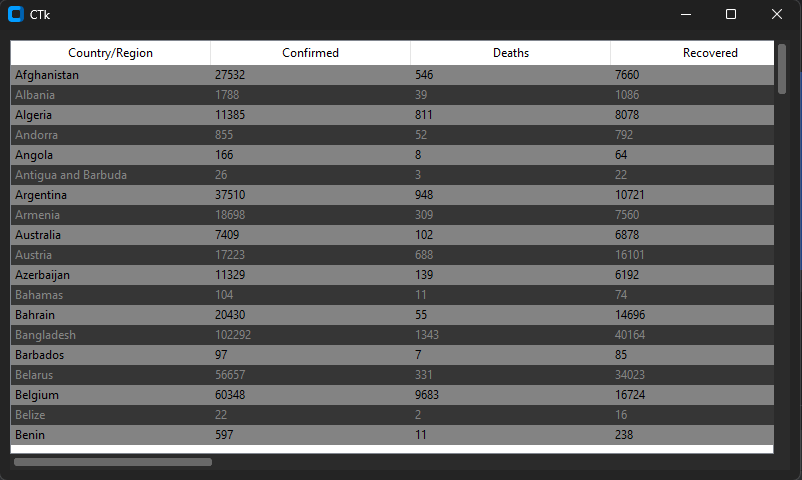 CTk
Country/Region Confirmed Deaths Recovered
Afghanistan 27532 546 7660
Albania 1788 39 1086
Algeria 11385 811 8078
Andorra 855 52 792
Angola 166 8 64
Antigua and Barbuda 26 3 22
Argentina 37510 948 10721
Armenia 18698 309 7560
Australia 7409 102 6878
Austria 17223 688 16101
Azerbaijan 11329 139 6192
Bahamas 104 11 74
Bahrain 20430 55 14696
Bangladesh 102292 1343 40164
Barbados 97 7 85
Belarus 56657 331 34023
Belgium 60348 9683 16724
Belize 22 2 16
Benin 597 11 238